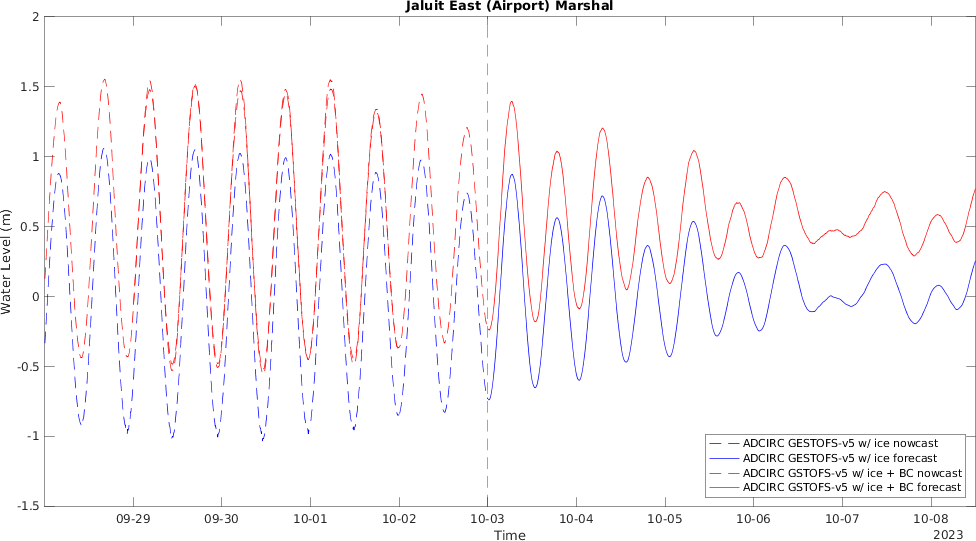 Jaluit East (Airport) Marshal
2
1.5
1
0.5
0
-0.5
-1
-1.5
Water Level (m)
09-29
09-30
10-01
10-02
10-03
10-04
10-05
10-06
10-07
10-08
Time
2023
ADCIRC GESTOFS-v5 w/ ice nowcast
ADCIRC GESTOFS-v5 w/ ice forecast
ADCIRC GSTOFS-v5 w/ ice + BC nowcast
ADCIRC GSTOFS-v5 w/ ice + BC forecast